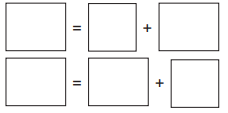 = +
= +